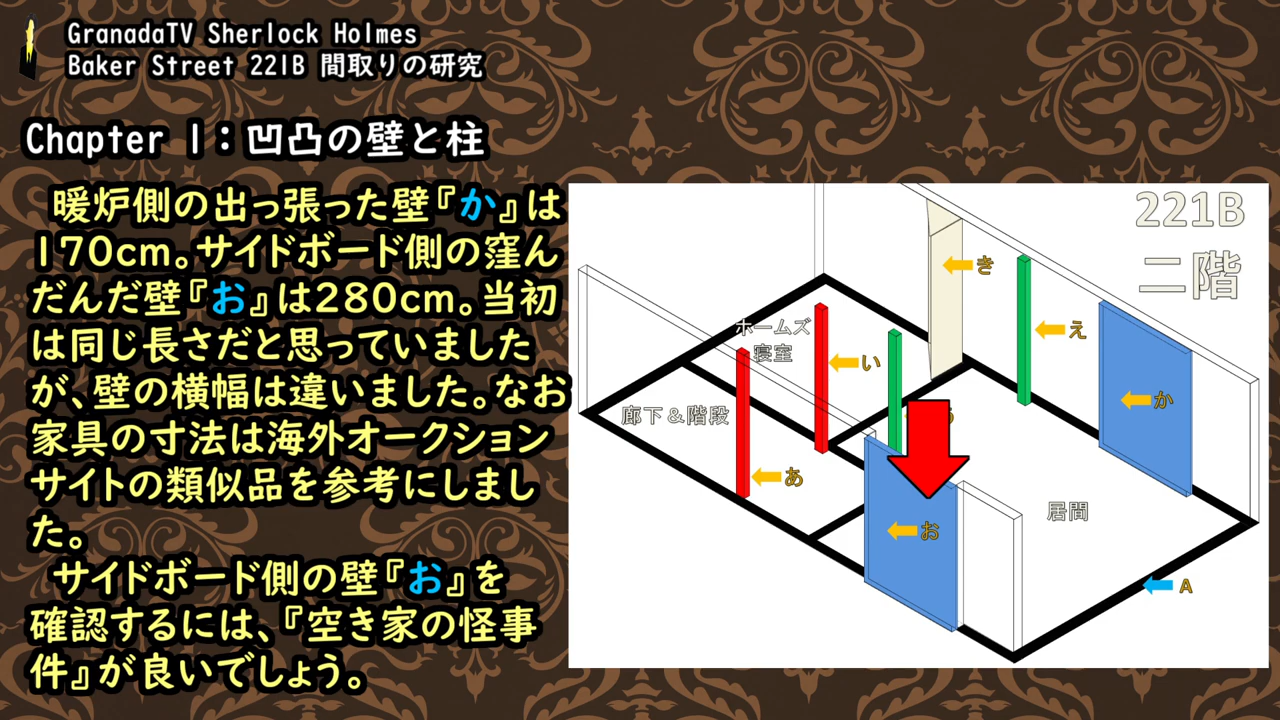 GranadaTV Sherlock Holmes
Baker Street 221B 間取りの研究
Chapter 1：凹凸の壁と柱
暖炉側の出っ張った壁『か』は
170cm。サイドボード側の窪ん
だんだ壁『お』は280cm。当初
は同じ長さだと思っていました
が、壁の横幅は違いました。なお
家具の寸法は海外オークション
サイトの類似品を参考にしまし
た。
サイドボード側の壁『お』を
確認するには、『空き家の怪事
件』が良いでしょう。
221B
二階
き
え
ホームズ
寝室
い
か
廊下＆階段
あ
居間
お
A